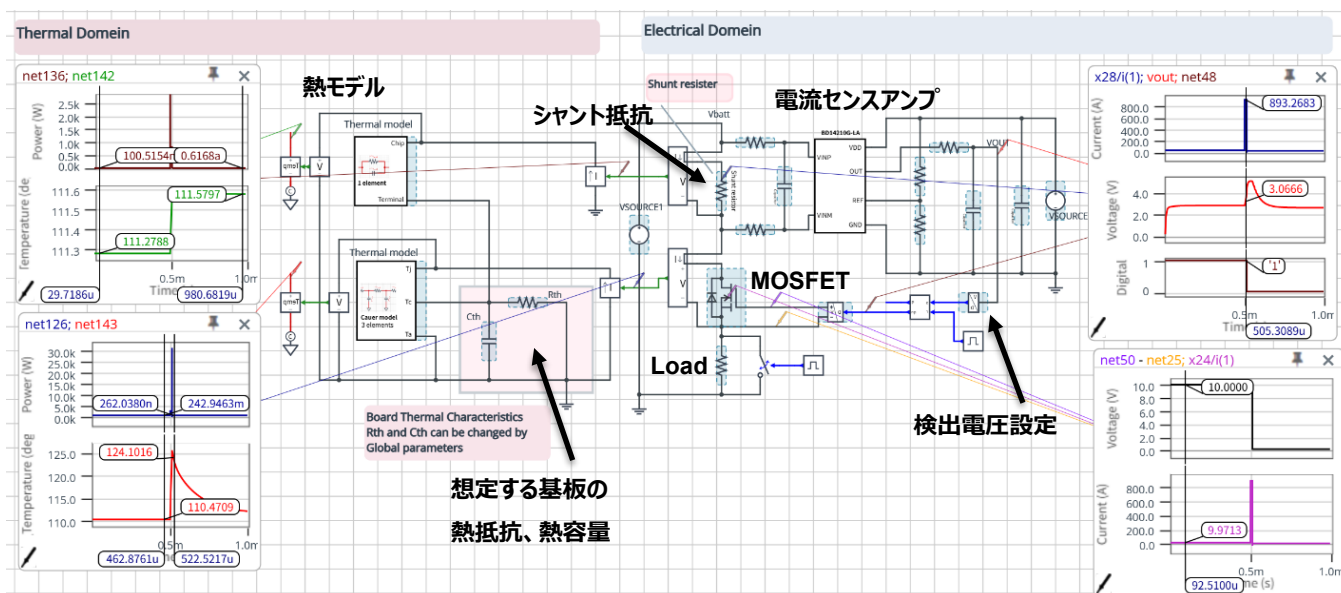 Thermal Domein
Electrical Domein
net136; net142
Power (W)
2.5k
2.0k
1.5k
1.0k
0.5k
0.0k
100.5154n
0.6168a
Temperature (de
111.6
111.5
111.4
111.3
111.5797
111.2788
0.5m
1.0m
29.7186u
980.6819u
net126; net143
Power (W)
30.0k
25.0k
20.0k
15.0k
10.0k
5.0k
0.0k
262.0380n
242.9463m
Temperature (deg
125.0
120.0
115.0
110.0
124.1016
110.4709
0.5m
1.0m
462.8761u
522.5217u
熱モデル
Thermal model
Chip
1 element
Terminal
Thermal model
Tj
Tc
Ta
Cauer model
3 elements
Rth
Cth
Board Thermal Characteristics
Rth and Cth can be changed by
Global parameters
想定する基板の
熱抵抗、熱容量
Shunt resister
シャント抵抗
Vbatt
Shunt resistor
VSOURCE1
電流センスアンプ
BD14219G-LA
VINP
VINM
VDD
OUT
REF
GND
VOUT
VSOURCE
MOSFET
Load
検出電圧設定
x28/i(1); vout; net48
Current (A)
800.0
600.0
400.0
200.0
0.0
893.2683
Voltage (V)
4.0
2.0
0.0
3.0666
Digital
1
0
'1'
0.5m
1.0m
505.3089u
net50 - net25; x24/i(1)
Voltage (V)
10.0
8.0
6.0
4.0
2.0
0.0
10.0000
Current (A)
800.0
600.0
400.0
200.0
0.0
9.9713
0.5m
1.0m
92.5100u
me (s)